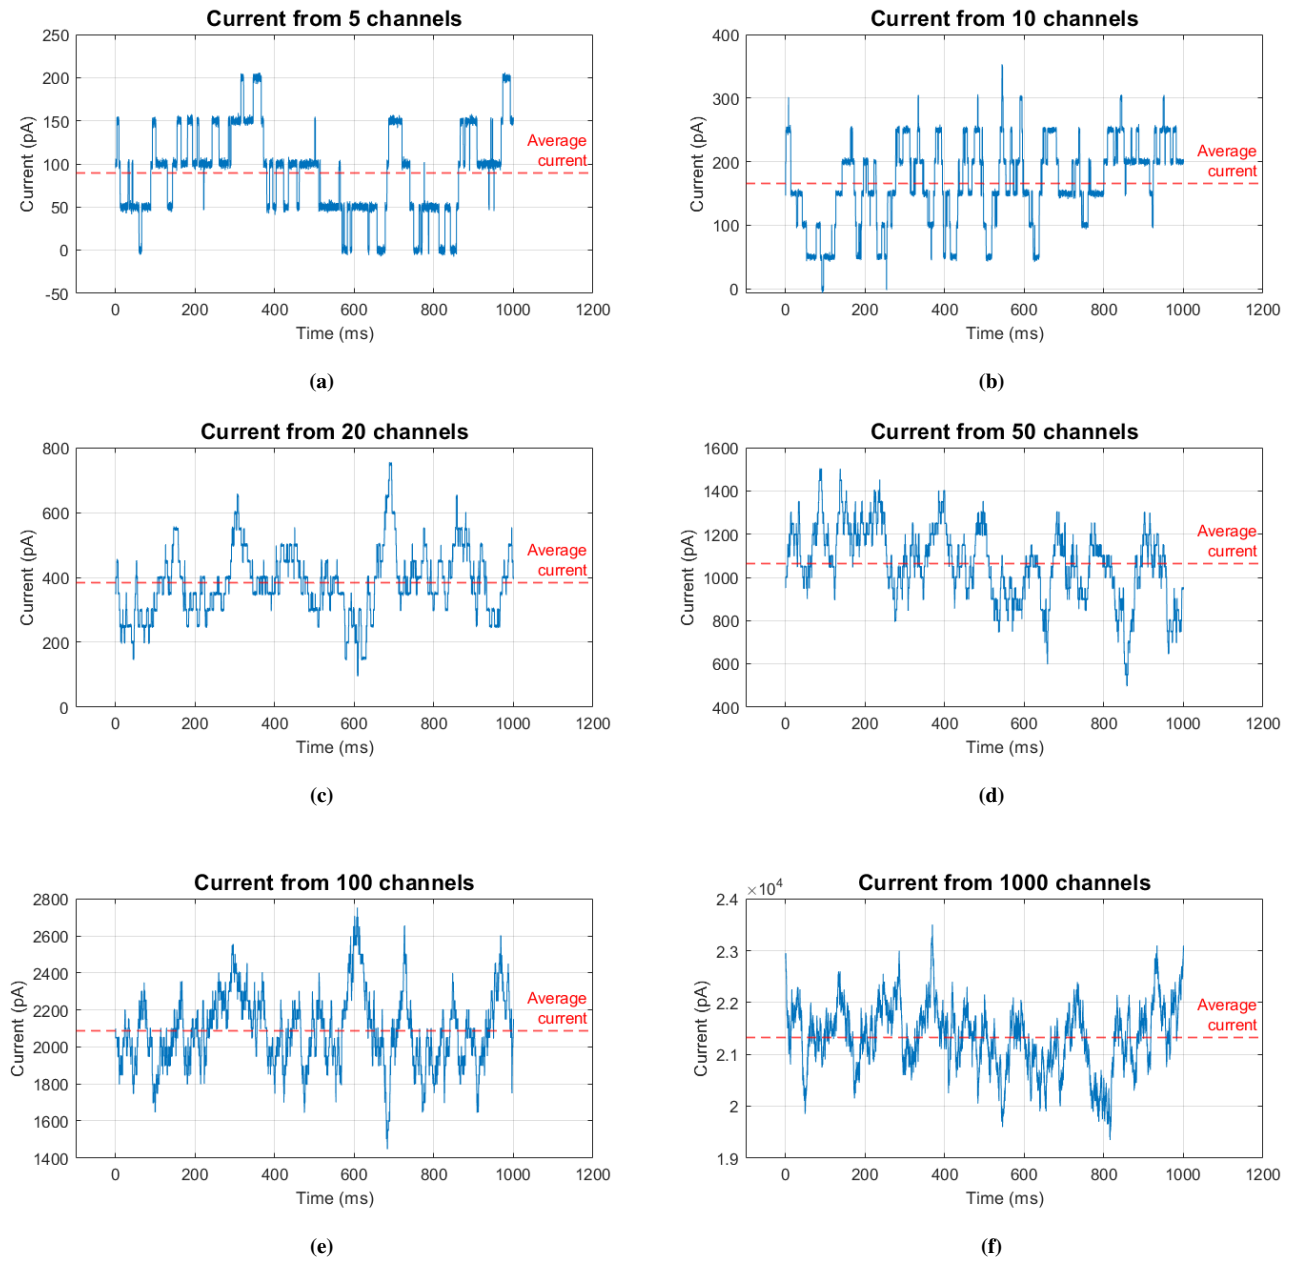 Current from 5 channels
250
200
150
100
50
0
-50
Current (pA)
Average
current
0
200
400
600
800
1000
1200
Time (ms)
(a)
Current from 10 channels
400
300
200
100
0
Current (pA)
Average
current
0
200
400
600
800
1000
1200
Time (ms)
(b)
Current from 20 channels
800
600
400
200
0
Current (pA)
Average
current
0
200
400
600
800
1000
1200
Time (ms)
(c)
Current from 50 channels
1600
1400
1200
1000
800
600
400
Current (pA)
Average
current
0
200
400
600
800
1000
1200
Time (ms)
(d)
Current from 100 channels
2800
2600
2400
2200
2000
1800
1600
1400
Current (pA)
Average
current
0
200
400
600
800
1000
1200
Time (ms)
(e)
Current from 1000 channels
×10⁴
2.4
2.3
2.2
2.1
2
1.9
Current (pA)
Average
current
0
200
400
600
800
1000
1200
Time (ms)
(f)